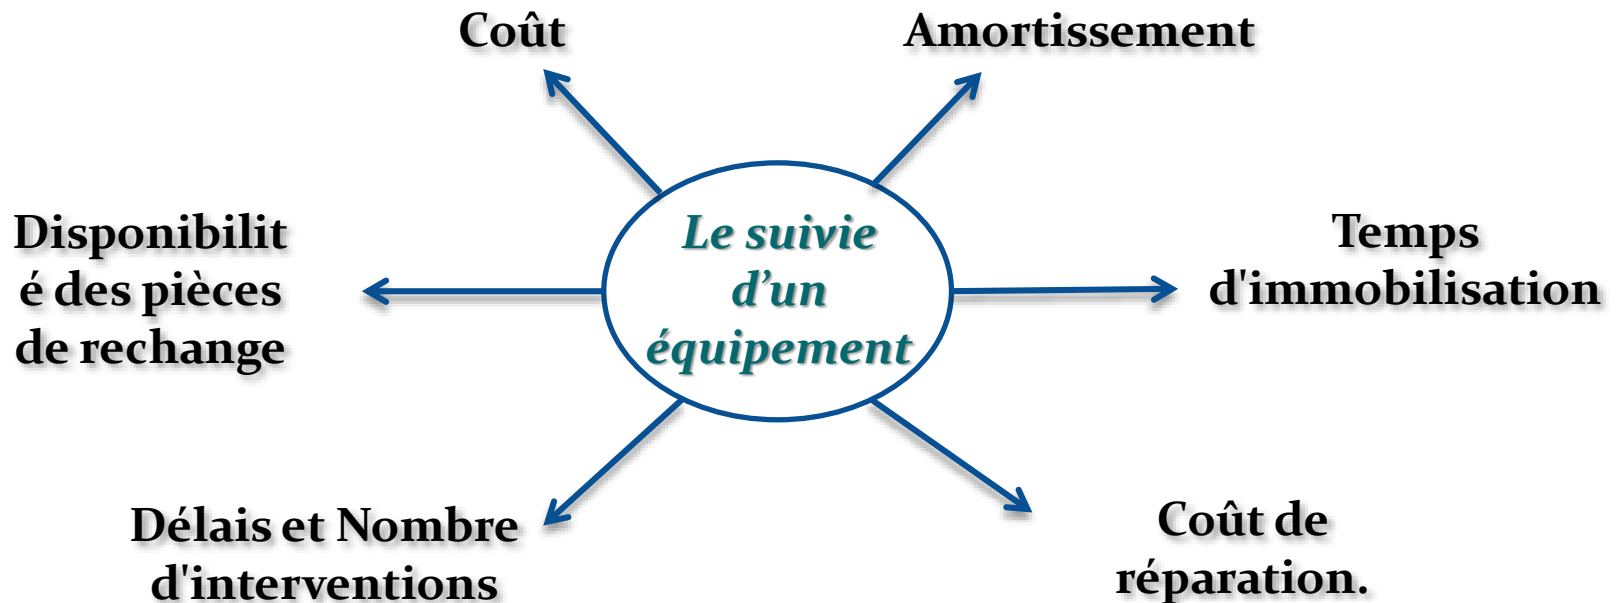 Coût
Amortissement
Disponibilit
é des pièces
de rechange
Le suivie
d’un
équipement
Temps
d'immobilisation
Délais et Nombre
d'interventions
Coût de
réparation.